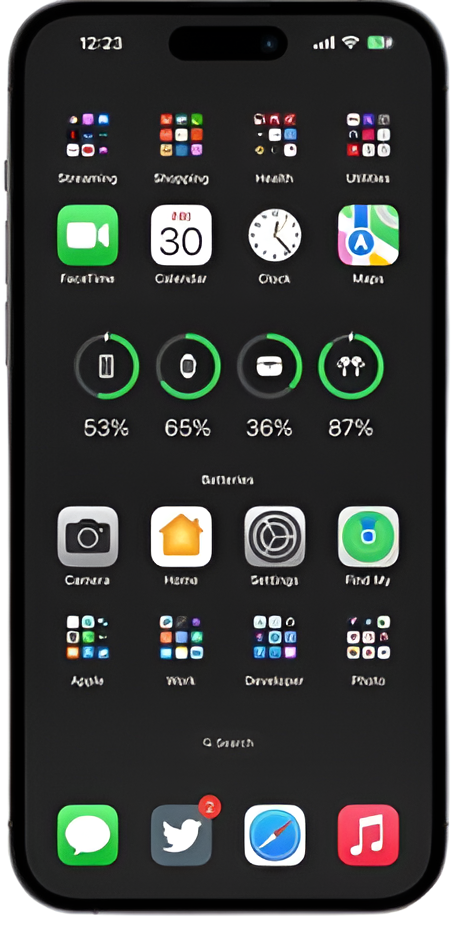 12:23
Streaming Shopping Health Utilities
FRI
30
FaceTime Calendar Clock Maps
53% 65% 36% 87%
Batteries
Camera Home Settings Find My
Apple Work Developer Photo
Search
2